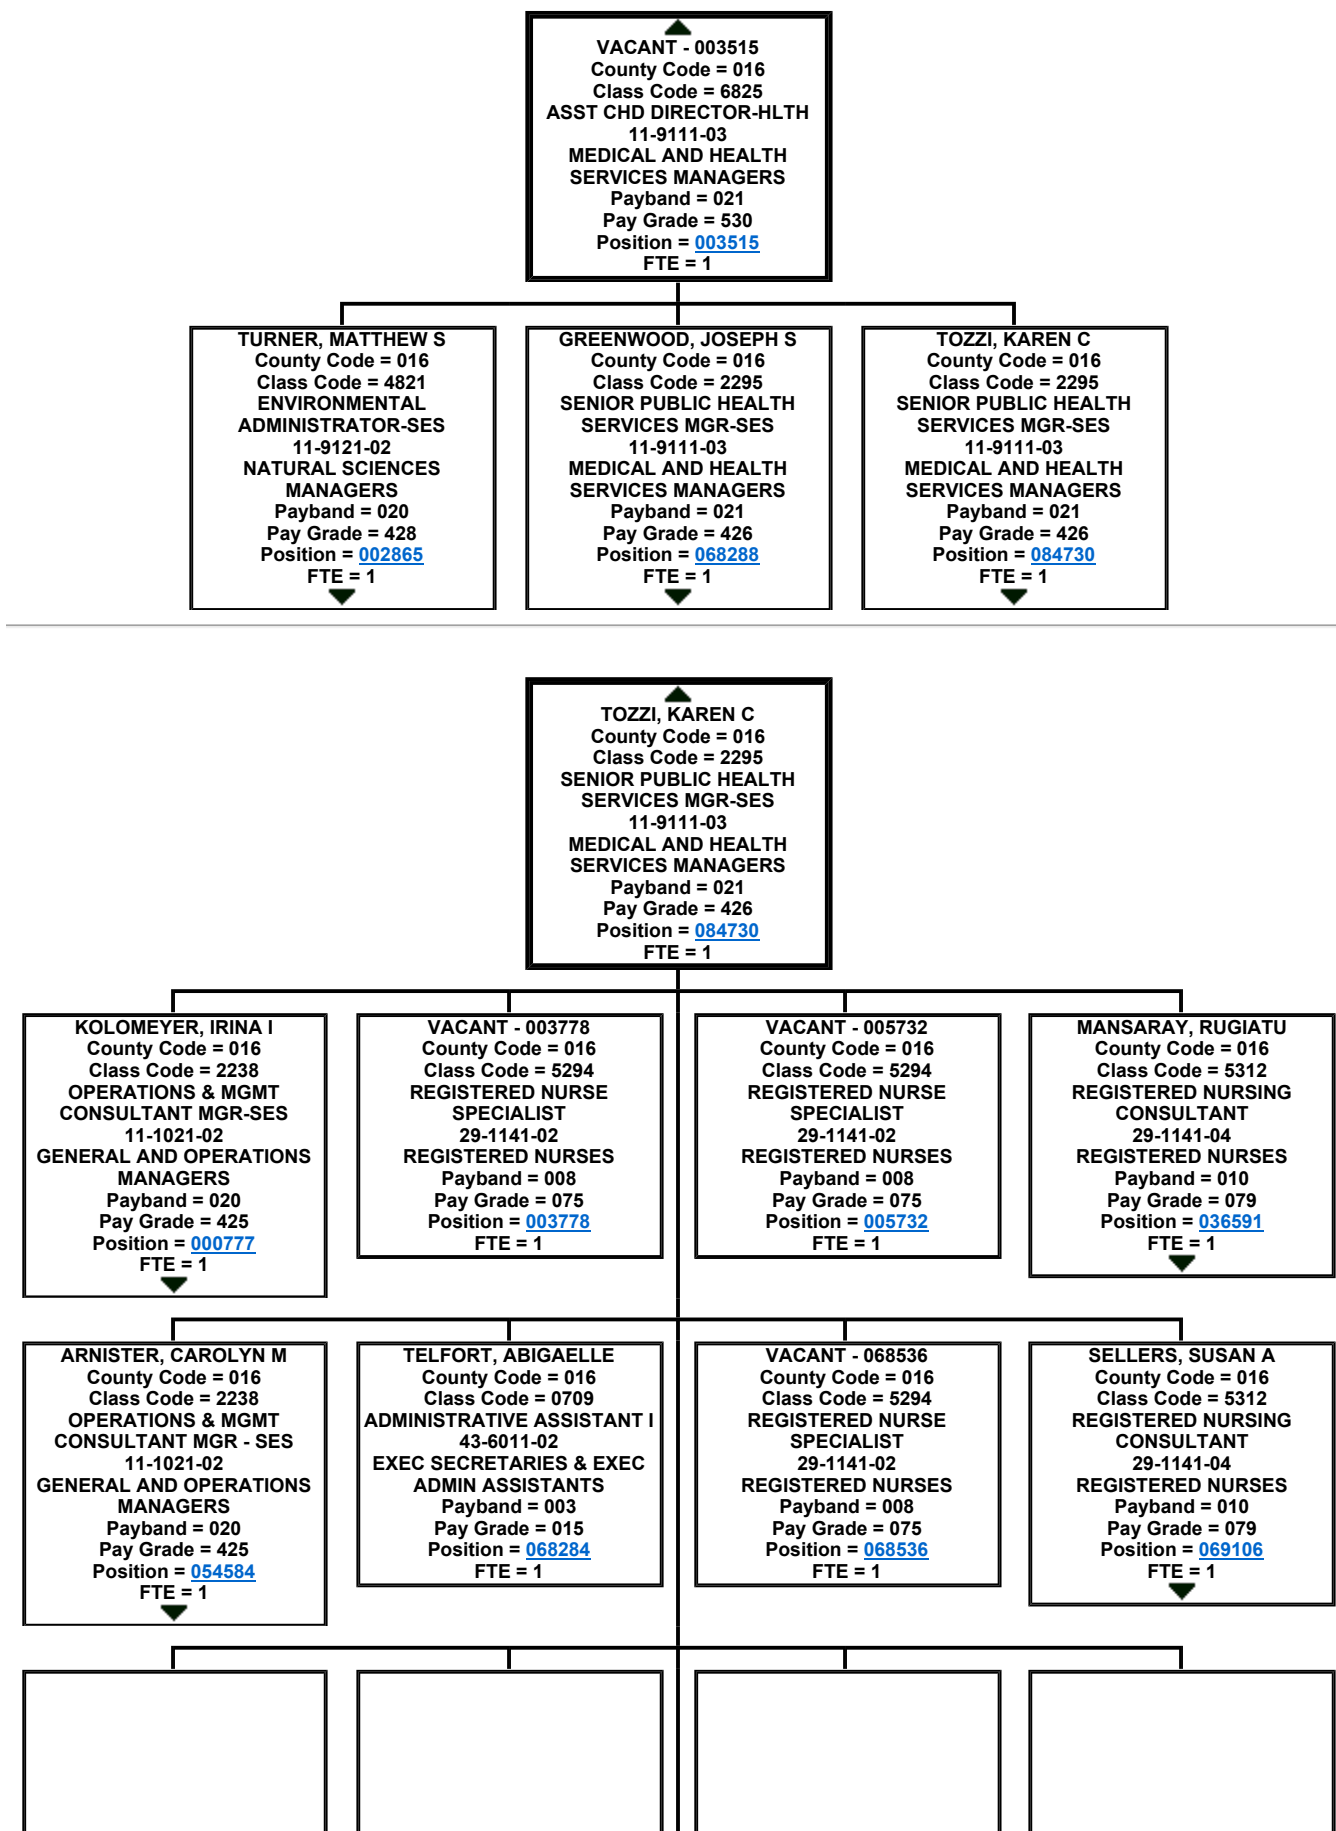 VACANT - 003515
County Code = 016
Class Code = 6825
ASST CHD DIRECTOR-HLTH
11-9111-03
MEDICAL AND HEALTH
SERVICES MANAGERS
Payband = 021
Pay Grade = 530
Position = 003515
FTE = 1
TURNER, MATTHEW S
County Code = 016
Class Code = 4821
ENVIRONMENTAL
ADMINISTRATOR-SES
11-9121-02
NATURAL SCIENCES
MANAGERS
Payband = 020
Pay Grade = 428
Position = 002865
FTE = 1
GREENWOOD, JOSEPH S
County Code = 016
Class Code = 2295
SENIOR PUBLIC HEALTH
SERVICES MGR-SES
11-9111-03
MEDICAL AND HEALTH
SERVICES MANAGERS
Payband = 021
Pay Grade = 426
Position = 068288
FTE = 1
TOZZI, KAREN C
County Code = 016
Class Code = 2295
SENIOR PUBLIC HEALTH
SERVICES MGR-SES
11-9111-03
MEDICAL AND HEALTH
SERVICES MANAGERS
Payband = 021
Pay Grade = 426
Position = 084730
FTE = 1
TOZZI, KAREN C
County Code = 016
Class Code = 2295
SENIOR PUBLIC HEALTH
SERVICES MGR-SES
11-9111-03
MEDICAL AND HEALTH
SERVICES MANAGERS
Payband = 021
Pay Grade = 426
Position = 084730
FTE = 1
KOLOMEYER, IRINA I
County Code = 016
Class Code = 2238
OPERATIONS & MGMT
CONSULTANT MGR-SES
11-1021-02
GENERAL AND OPERATIONS
MANAGERS
Payband = 020
Pay Grade = 425
Position = 000777
FTE = 1
VACANT - 003778
County Code = 016
Class Code = 5294
REGISTERED NURSE
SPECIALIST
29-1141-02
REGISTERED NURSES
Payband = 008
Pay Grade = 075
Position = 003778
FTE = 1
VACANT - 005732
County Code = 016
Class Code = 5294
REGISTERED NURSE
SPECIALIST
29-1141-02
REGISTERED NURSES
Payband = 008
Pay Grade = 075
Position = 005732
FTE = 1
MANSARAY, RUGIATU
County Code = 016
Class Code = 5312
REGISTERED NURSING
CONSULTANT
29-1141-04
REGISTERED NURSES
Payband = 010
Pay Grade = 079
Position = 036591
FTE = 1
ARNISTER, CAROLYN M
County Code = 016
Class Code = 2238
OPERATIONS & MGMT
CONSULTANT MGR - SES
11-1021-02
GENERAL AND OPERATIONS
MANAGERS
Payband = 020
Pay Grade = 425
Position = 054584
FTE = 1
TELFORT, ABIGAELLE
County Code = 016
Class Code = 0709
ADMINISTRATIVE ASSISTANT I
43-6011-02
EXEC SECRETARIES & EXEC
ADMIN ASSISTANTS
Payband = 003
Pay Grade = 015
Position = 068284
FTE = 1
VACANT - 068536
County Code = 016
Class Code = 5294
REGISTERED NURSE
SPECIALIST
29-1141-02
REGISTERED NURSES
Payband = 008
Pay Grade = 075
Position = 068536
FTE = 1
SELLERS, SUSAN A
County Code = 016
Class Code = 5312
REGISTERED NURSING
CONSULTANT
29-1141-04
REGISTERED NURSES
Payband = 010
Pay Grade = 079
Position = 069106
FTE = 1